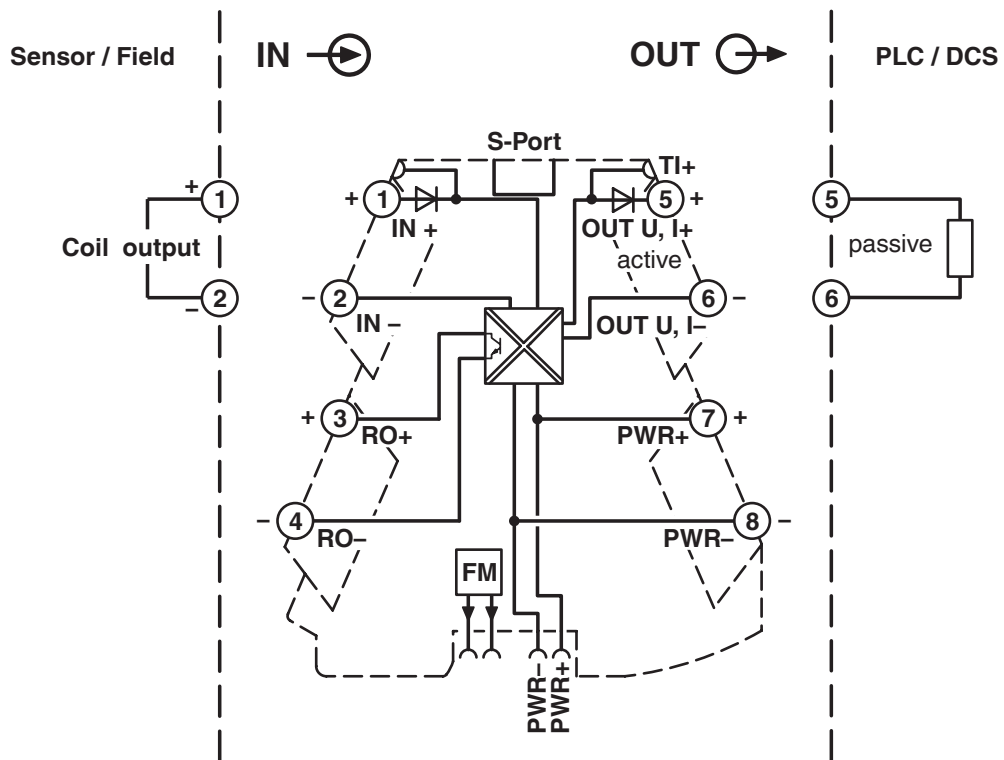 Sensor / Field
IN
OUT
PLC / DCS
S-Port
TI+
+ 1
+ 1
5 +
5
IN +
OUT U, I+
Coil output
active
passive
– 2
– 2
6 –
6
IN –
OUT U, I–
+ 3
7 +
RO+
PWR+
– 4
8 –
RO–
PWR–
FM
PWR–
PWR+